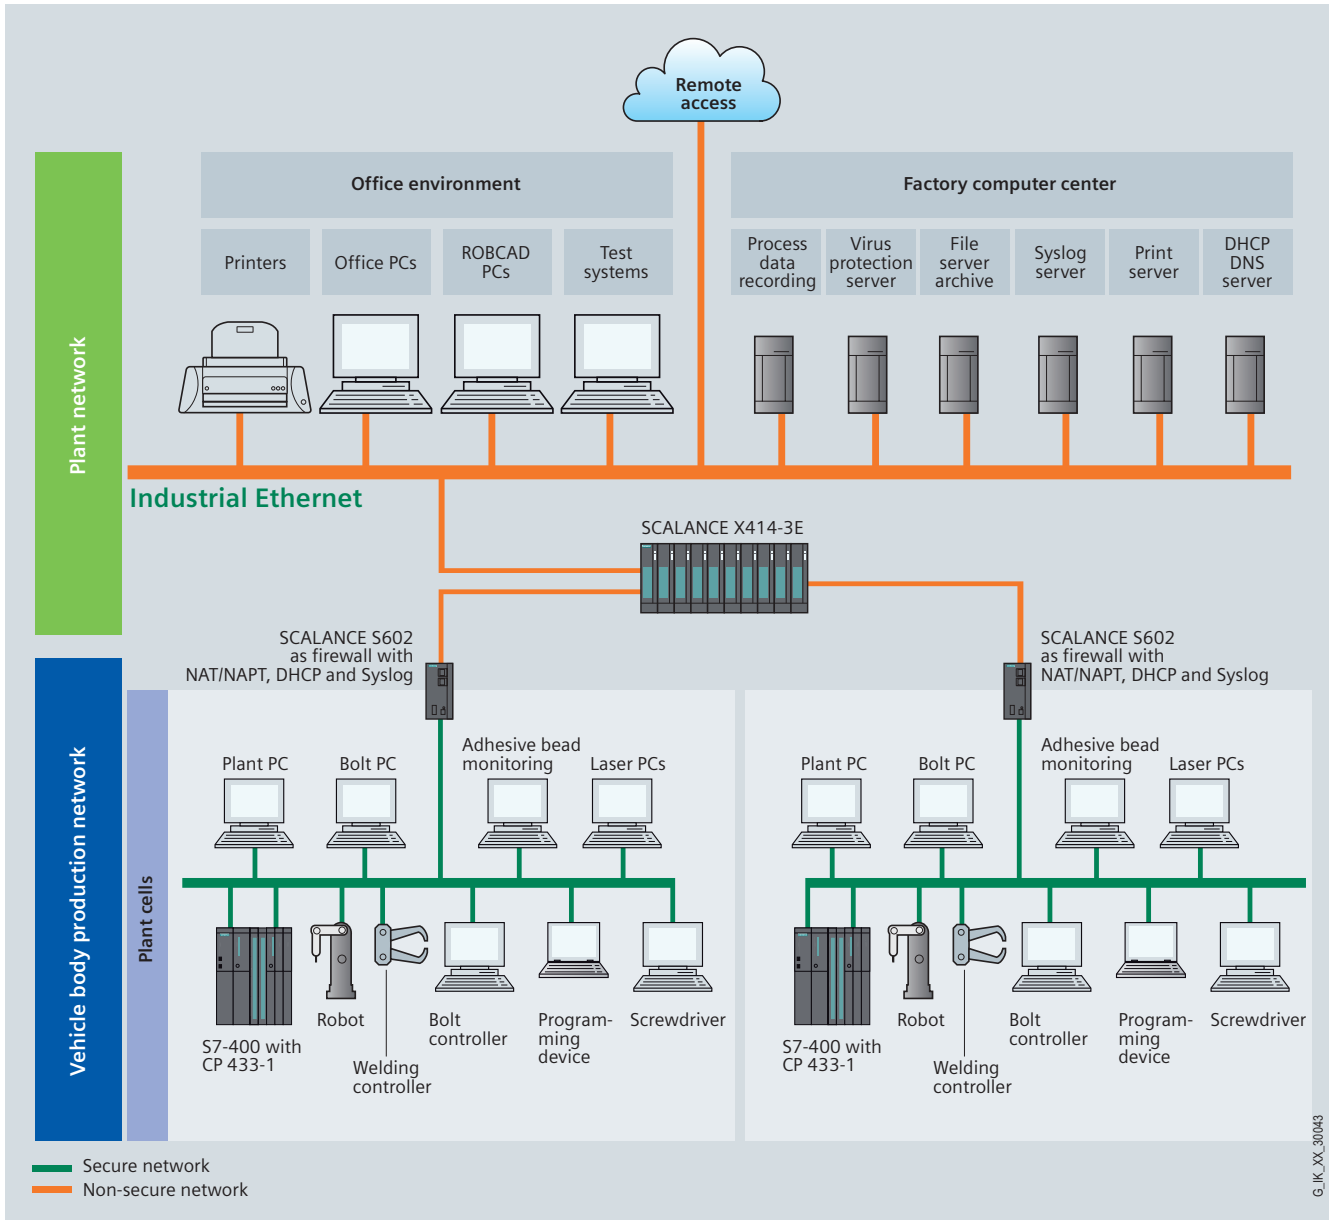 Remote
access
Office environment
Factory computer center
Printers
Office PCs
ROBCAD
PCs
Test
systems
Process
data
recording
Virus
protection
server
File
server
archive
Syslog
server
Print
server
DHCP
DNS
server
Plant network
Industrial Ethernet
SCALANCE X414-3E
SCALANCE S602
as firewall with
NAT/NAPT, DHCP and Syslog
SCALANCE S602
as firewall with
NAT/NAPT, DHCP and Syslog
Vehicle body production network
Plant cells
Plant PC
Bolt PC
Adhesive bead
monitoring
Laser PCs
Plant PC
Bolt PC
Adhesive bead
monitoring
Laser PCs
S7-400 with
CP 433-1
Robot
Welding
controller
Bolt
controller
Program-
ming
device
Screwdriver
S7-400 with
CP 433-1
Robot
Welding
controller
Bolt
controller
Program-
ming
device
Screwdriver
Secure network
Non-secure network
G_IK_XX_30043